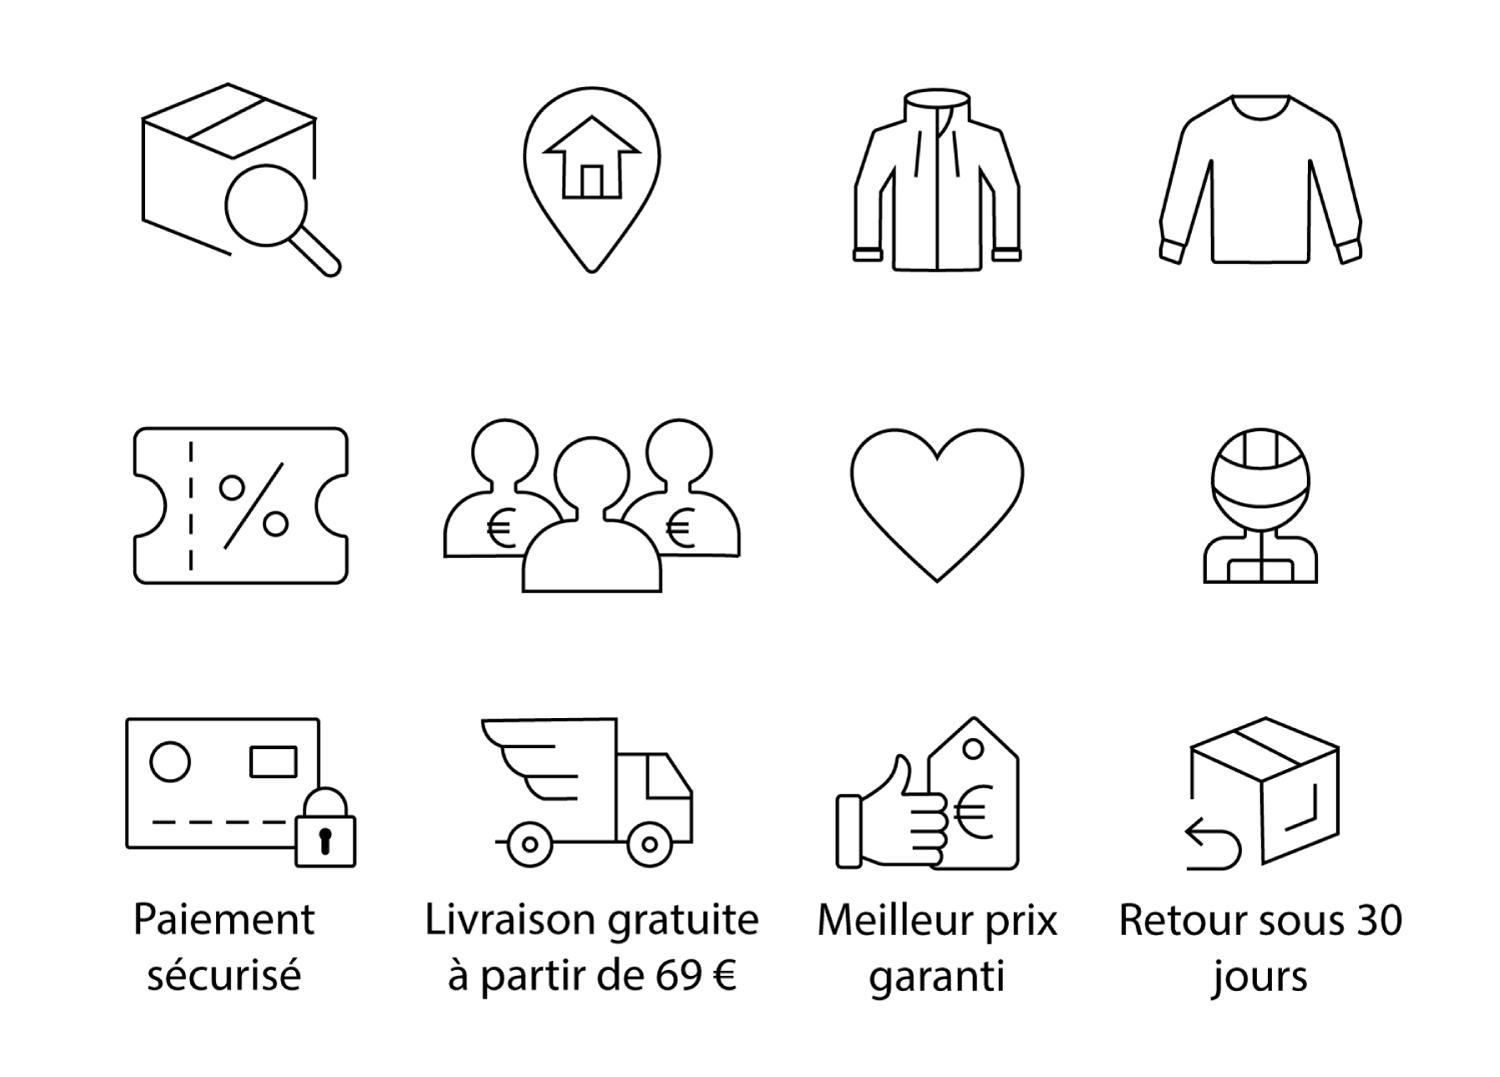 %
€
€
€
Paiement
sécurisé
Livraison gratuite
à partir de 69 €
Meilleur prix
garanti
Retour sous 30
jours